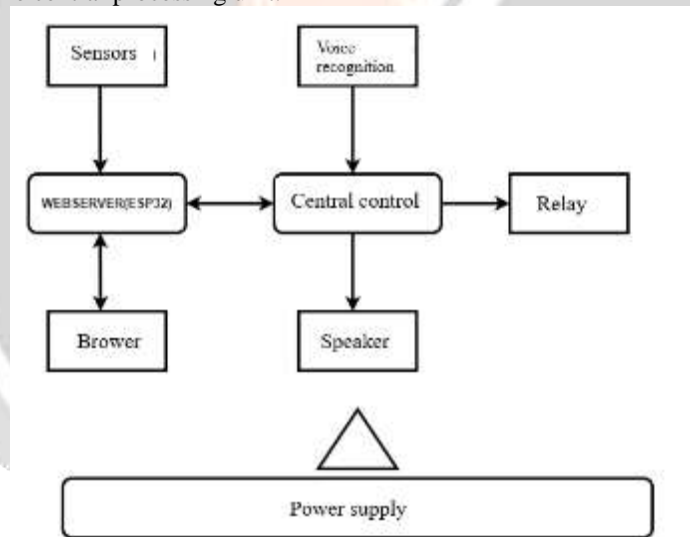 Sensors
Voice
recognition
WEBSERVER(ESP32)
Central control
Relay
Brower
Speaker
Power supply